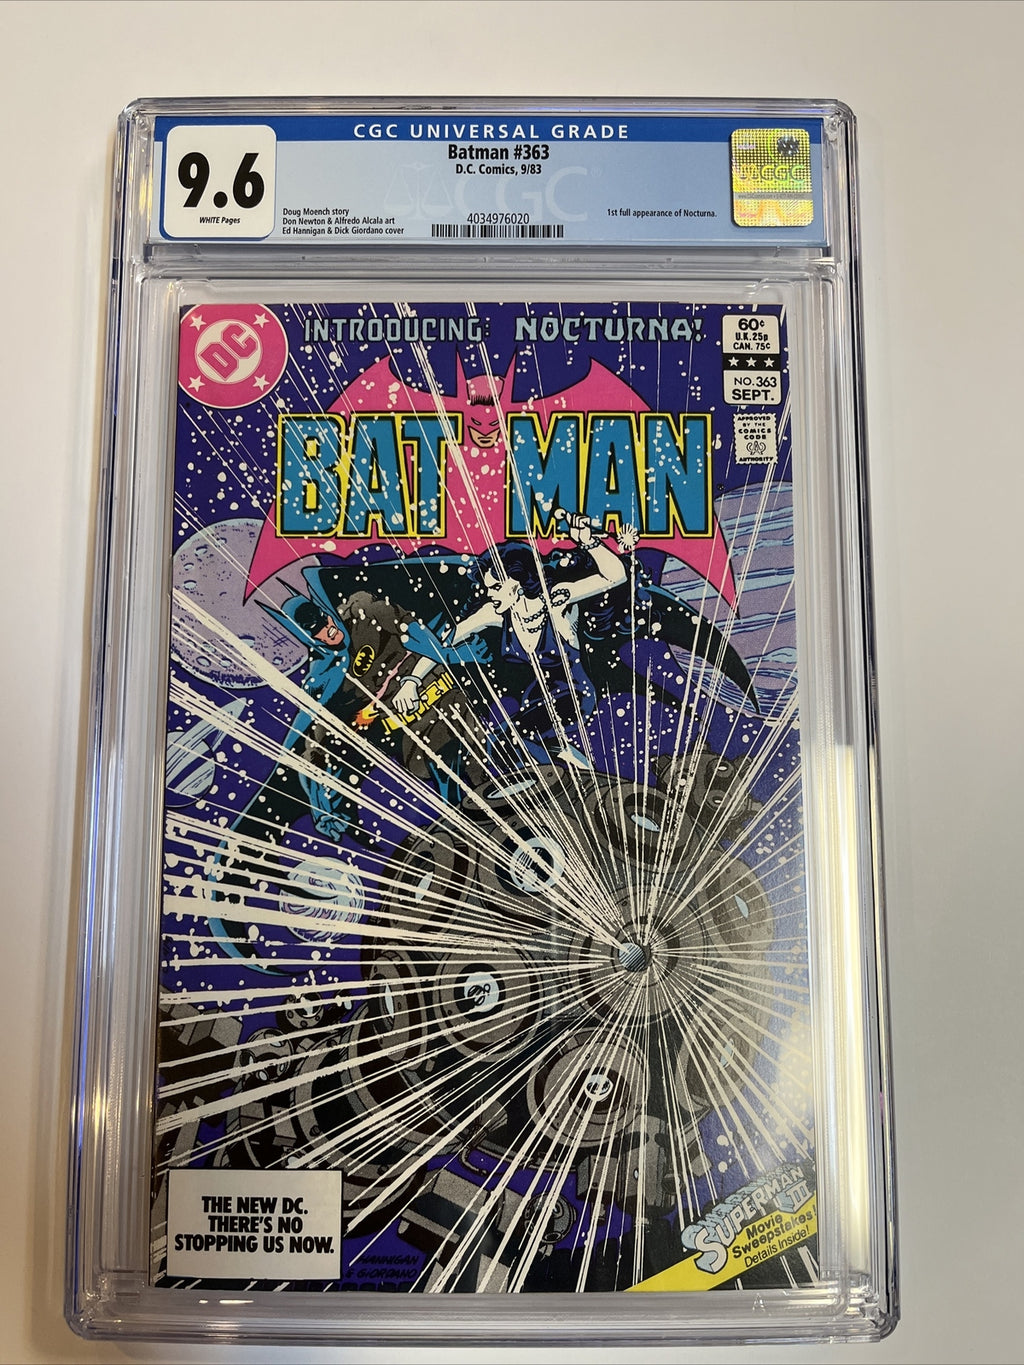 CGC UNIVERSAL GRADE
9.6
WHITE Pages
Batman #363
D.C. Comics, 9/83
Doug Moench story
Don Newton & Alfredo Alcala art
Ed Hannigan & Dick Giordano cover
4034976020
1st full appearance of Nocturna.
CGC
CGC
DC
INTRODUCING: NOCTURNA!
60¢
U.K. 25p
CAN. 75¢
NO. 363
SEPT.
APPROVED
BY THE
COMICS
CODE
AUTHORITY
BATMAN
THE NEW DC.
THERE'S NO
STOPPING US NOW.
HANNIGAN
& GIORDANO
SUPERMAN III
Movie
Sweepstakes!
Details Inside!